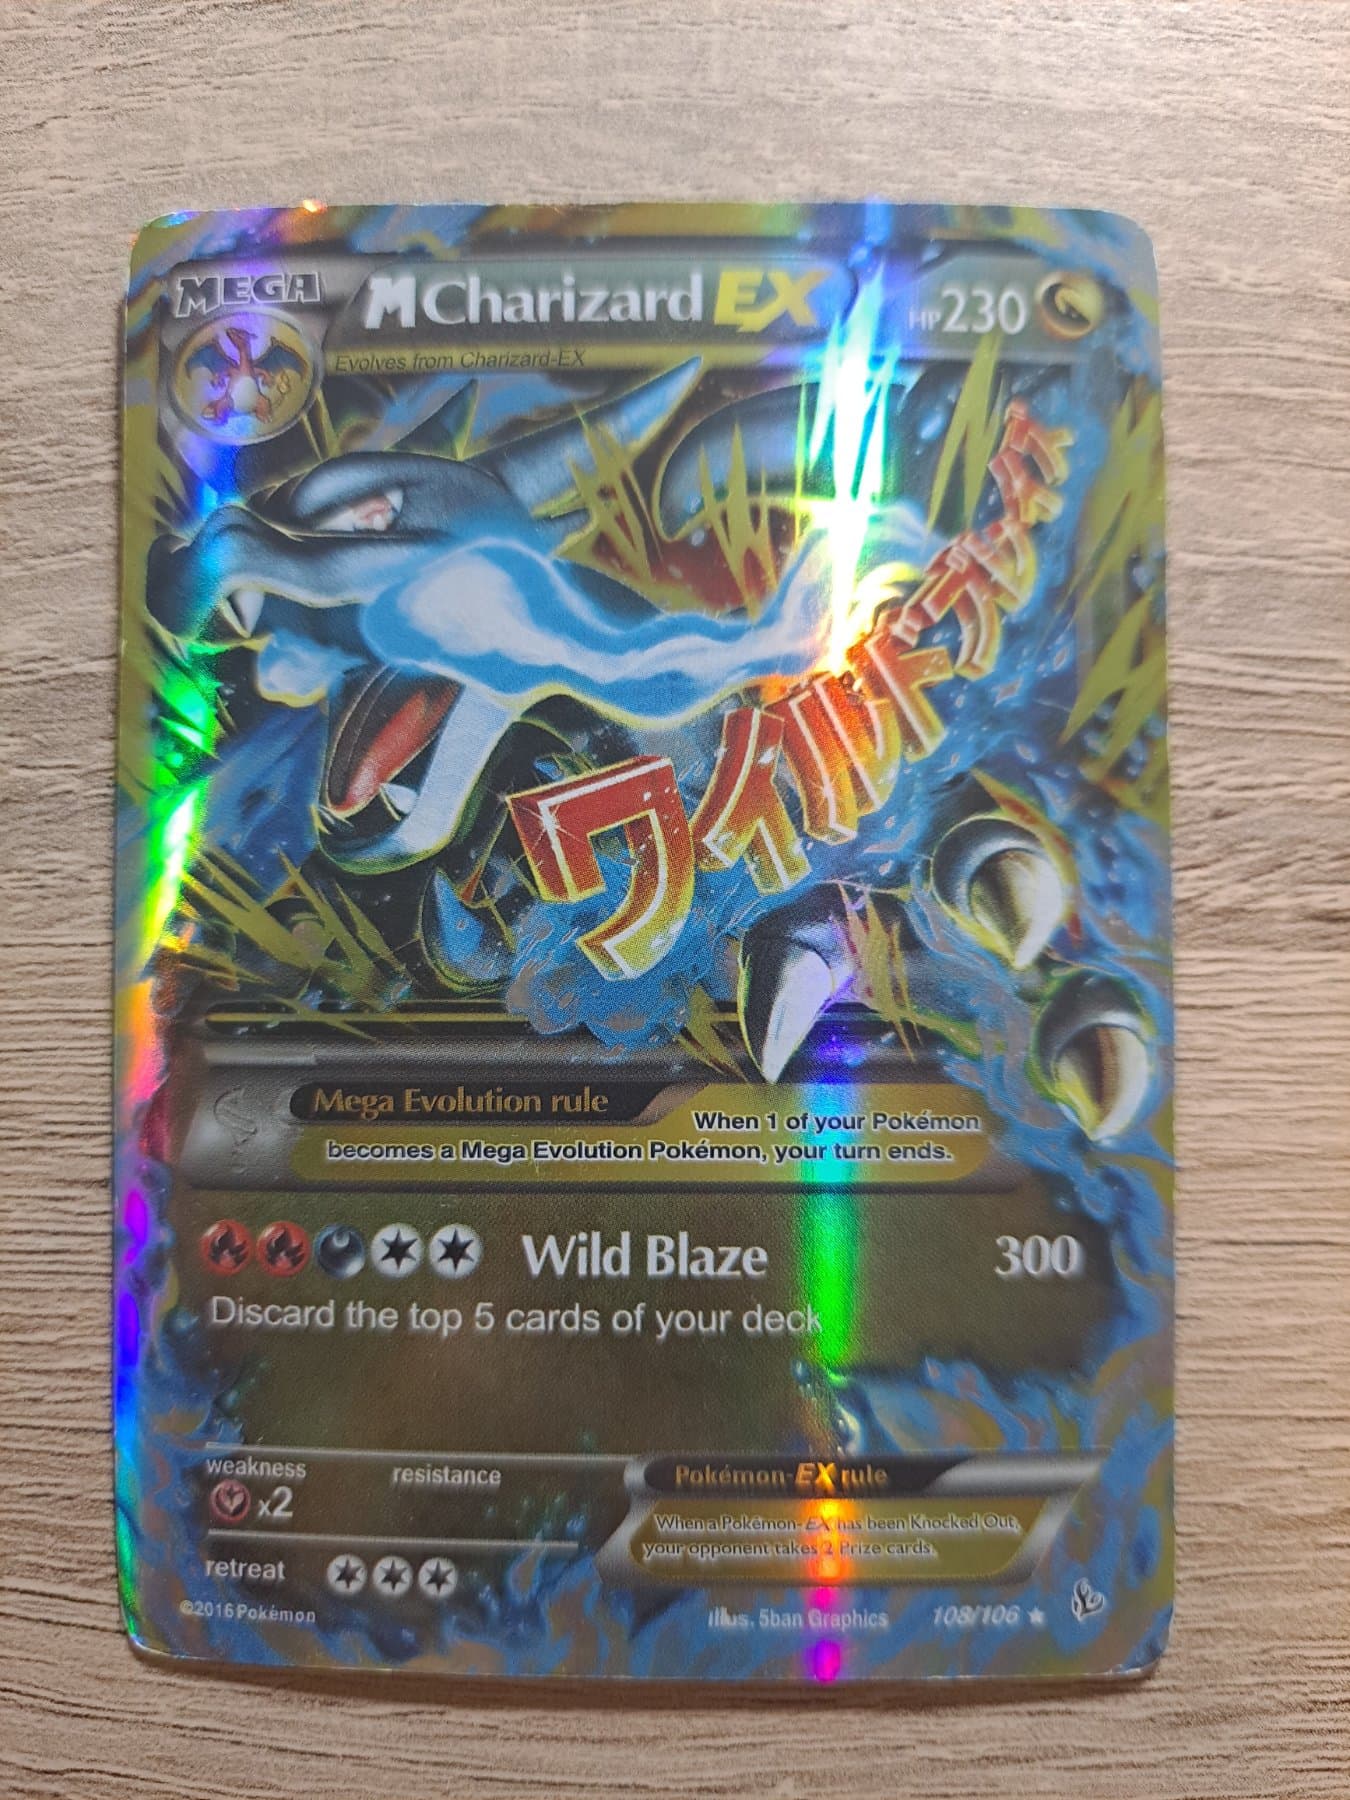 MEGA
M Charizard EX
HP230
Evolves from Charizard-EX
ワイルドブレイズ
Mega Evolution rule
When 1 of your Pokémon
becomes a Mega Evolution Pokémon, your turn ends.
Wild Blaze 300
Discard the top 5 cards of your deck
weakness resistance
x2
retreat
Pokémon-EX rule
When a Pokémon-EX has been Knocked Out,
your opponent takes 2 Prize cards.
©2016 Pokémon
Illus. 5ban Graphics 108/106 ★